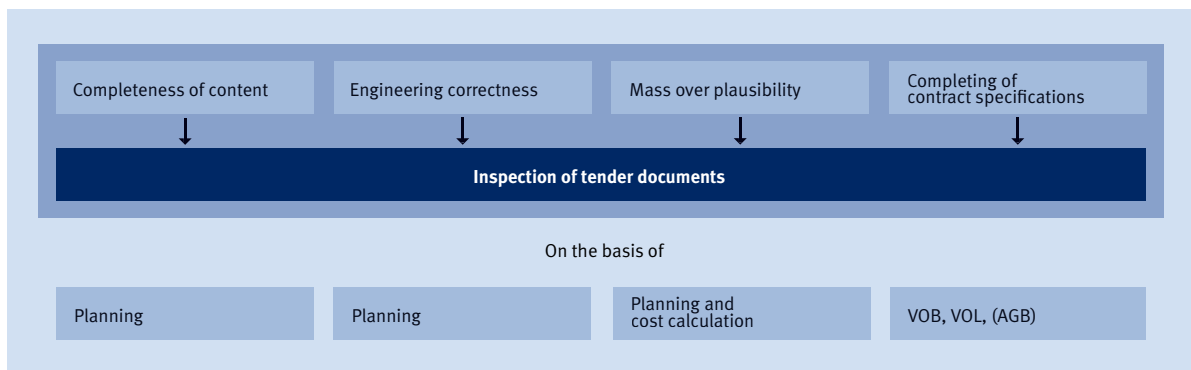 Completeness of content
Engineering correctness
Mass over plausibility
Completing of
contract specifications
Inspection of tender documents
On the basis of
Planning
Planning
Planning and
cost calculation
VOB, VOL, (AGB)